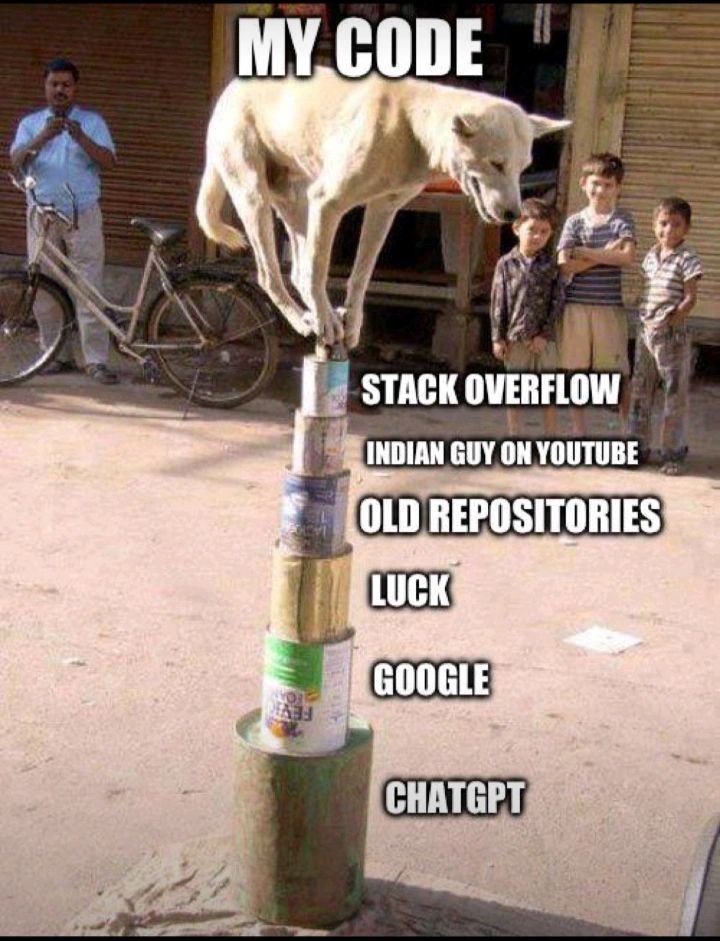 MY CODE
STACK OVERFLOW
INDIAN GUY ON YOUTUBE
OLD REPOSITORIES
LUCK
GOOGLE
CHATGPT